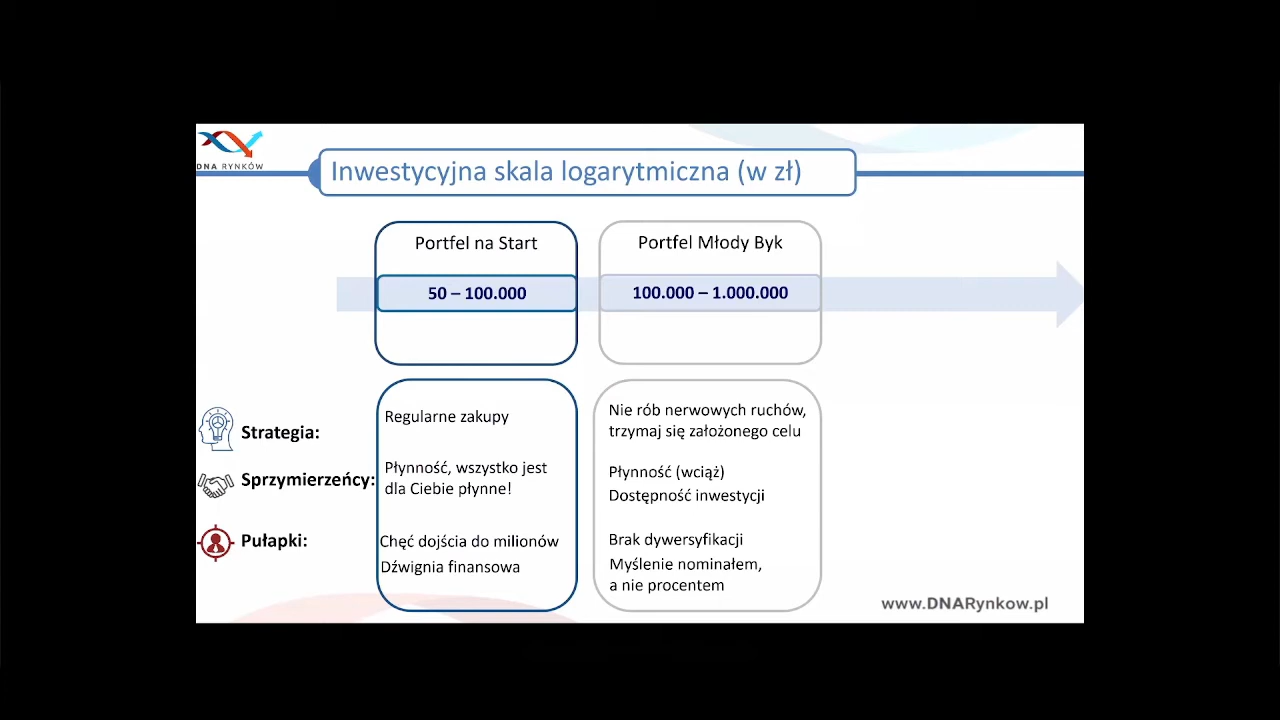 DNA RYNKÓW
Inwestycyjna skala logarytmiczna (w zł)
Portfel na Start
50 – 100.000
Portfel Młody Byk
100.000 – 1.000.000
Strategia:
Regularne zakupy
Nie rób nerwowych ruchów,
trzymaj się założonego celu
Sprzymierzeńcy:
Płynność, wszystko jest
dla Ciebie płynne!
Płynność (wciąż)
Dostępność inwestycji
Pułapki:
Chęć dojścia do milionów
Dźwignia finansowa
Brak dywersyfikacji
Myślenie nominałem,
a nie procentem
www.DNARynkow.pl